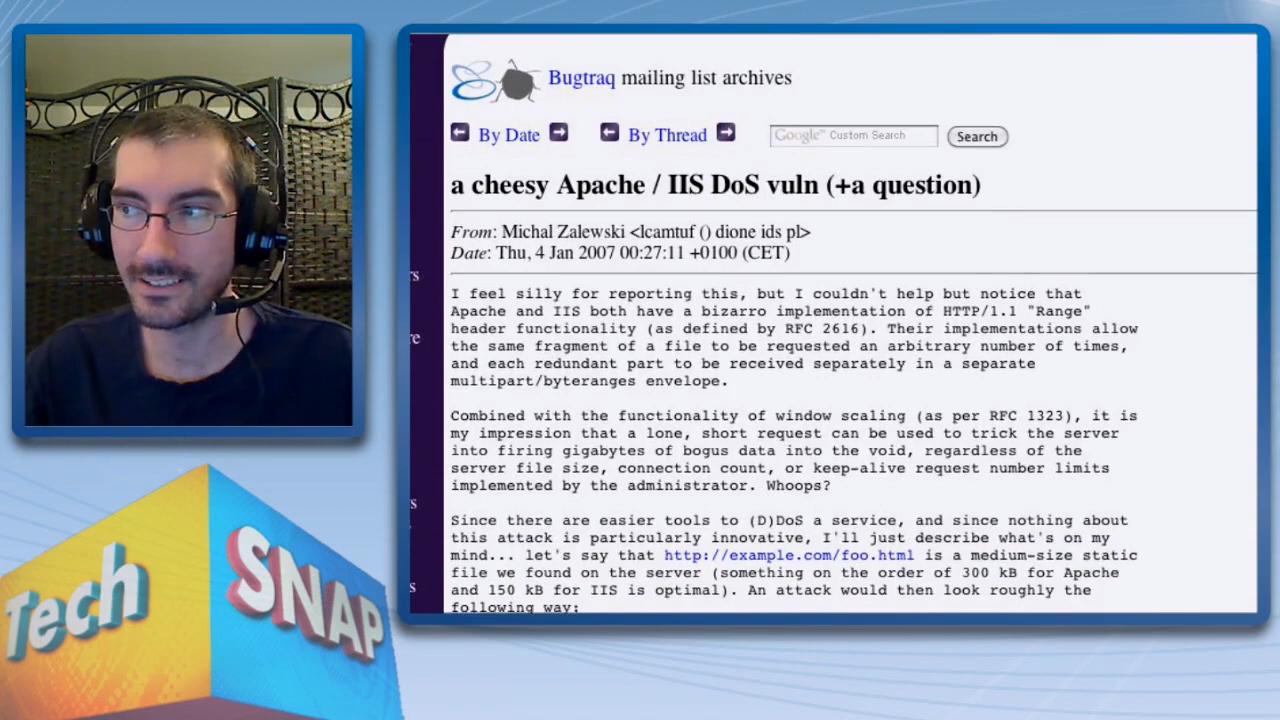 Bugtraq mailing list archives
By Date By Thread Google™ Custom Search Search
a cheesy Apache / IIS DoS vuln (+a question)
From: Michal Zalewski <lcamtuf () dione ids pl>
Date: Thu, 4 Jan 2007 00:27:11 +0100 (CET)
I feel silly for reporting this, but I couldn't help but notice that
Apache and IIS both have a bizarro implementation of HTTP/1.1 "Range"
header functionality (as defined by RFC 2616). Their implementations allow
the same fragment of a file to be requested an arbitrary number of times,
and each redundant part to be received separately in a separate
multipart/byteranges envelope.
Combined with the functionality of window scaling (as per RFC 1323), it is
my impression that a lone, short request can be used to trick the server
into firing gigabytes of bogus data into the void, regardless of the
server file size, connection count, or keep-alive request number limits
implemented by the administrator. Whoops?
Since there are easier tools to (D)DoS a service, and since nothing about
this attack is particularly innovative, I'll just describe what's on my
mind... let's say that http://example.com/foo.html is a medium-size static
file we found on the server (something on the order of 300 kB for Apache
and 150 kB for IIS is optimal). An attack would then look roughly the
following way:
rs
re
s
s
Tech
SNAP